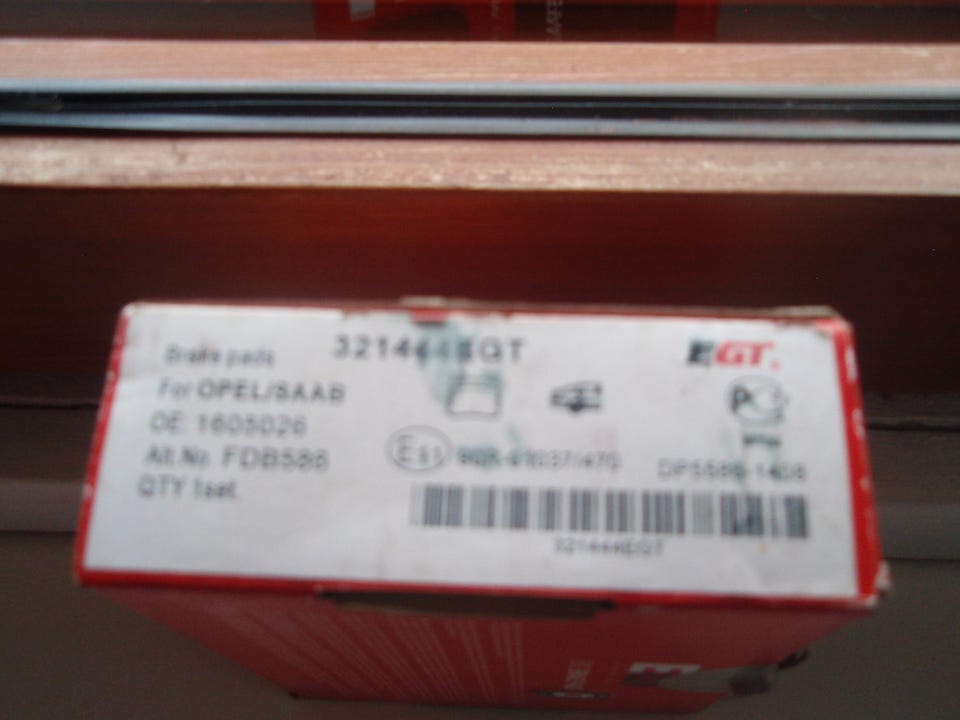 Brake pads
321444EGT
EGT.
For OPEL/SAAB
OE: 1605026
Alt.No. FDB586
QTY 1set.
321444EGT